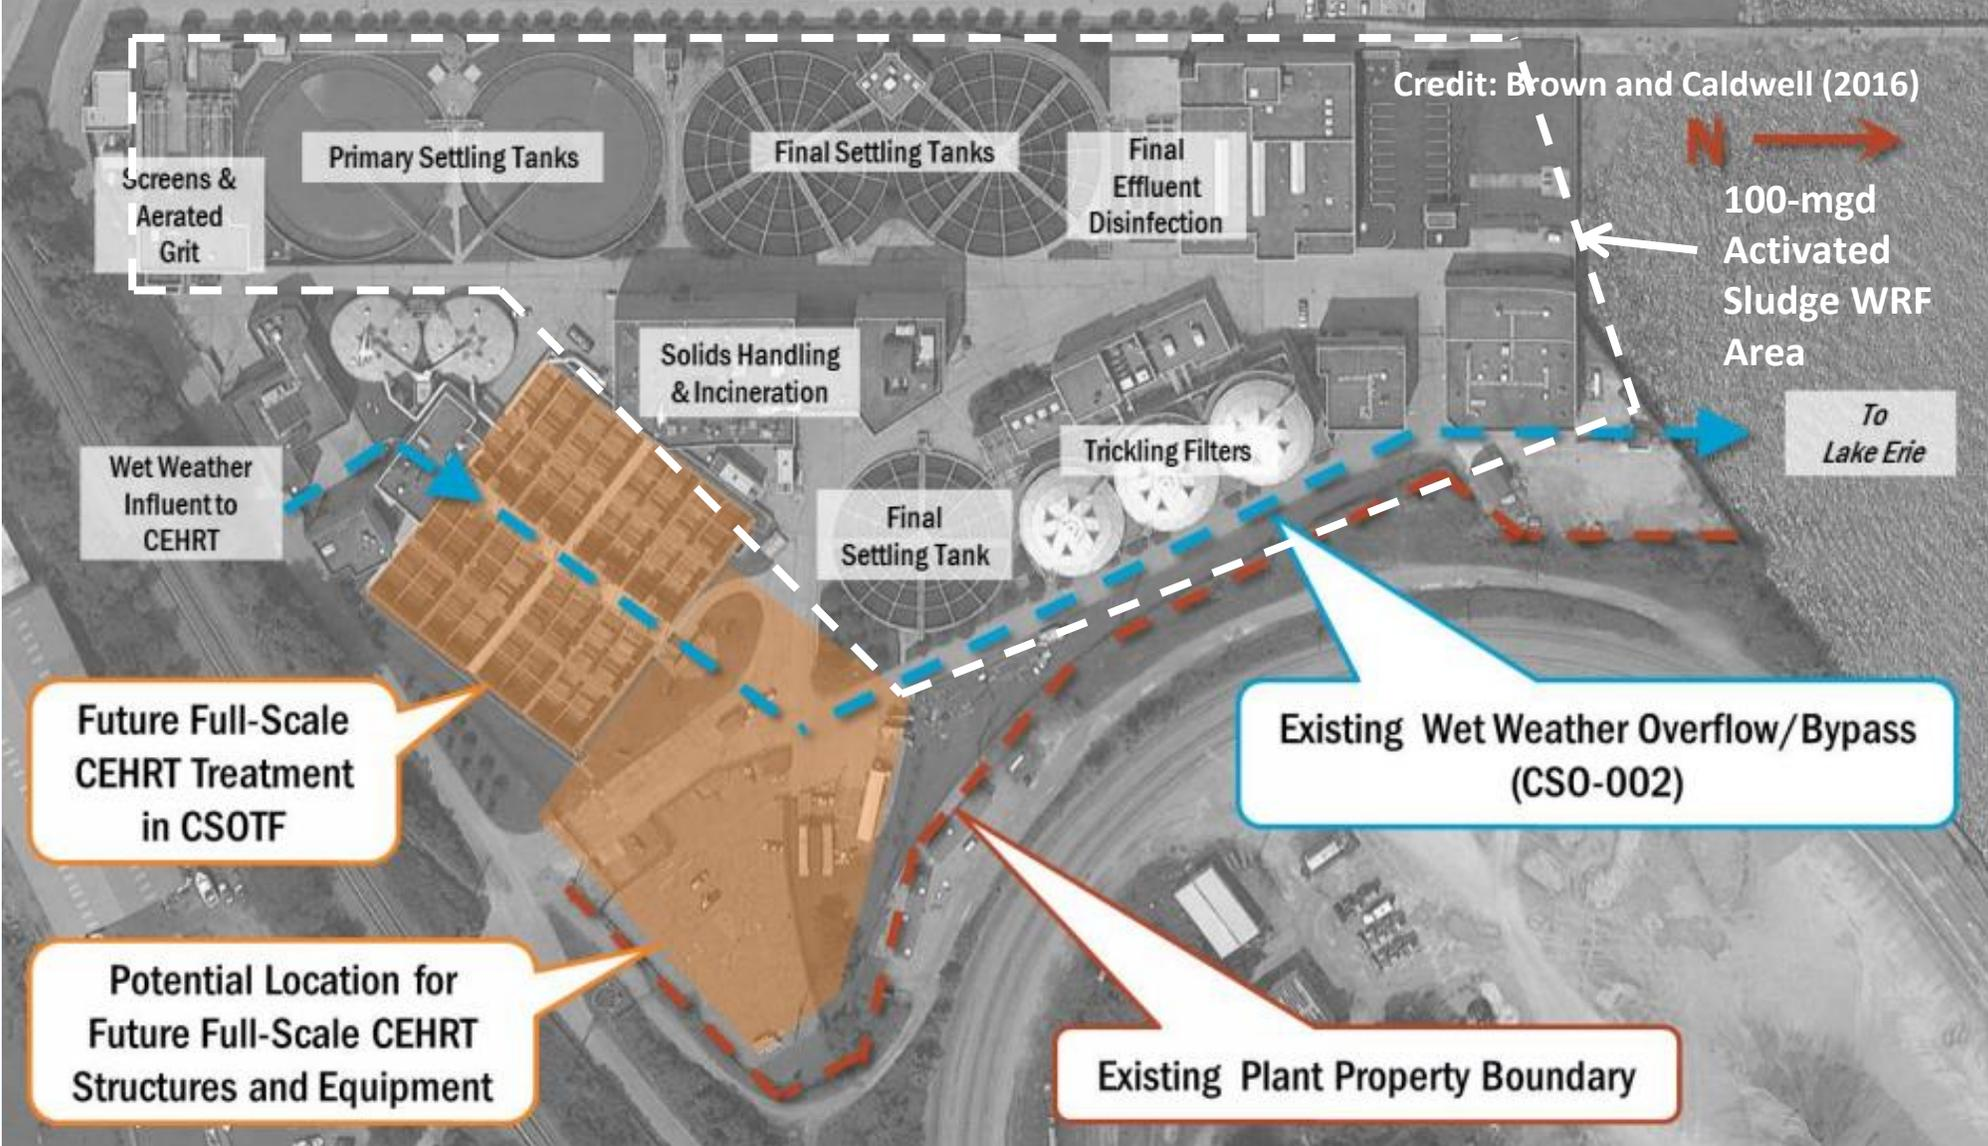 Credit: Brown and Caldwell (2016)
N
Primary Settling Tanks
Final Settling Tanks
Final
Effluent
Disinfection
Screens &
Aerated
Grit
100-mgd
Activated
Sludge WRF
Area
Solids Handling
& Incineration
To
Lake Erie
Trickling Filters
Wet Weather
Influent to
CEHRT
Final
Settling Tank
Future Full-Scale
CEHRT Treatment
in CSOTF
Existing Wet Weather Overflow/Bypass
(CSO-002)
Potential Location for
Future Full-Scale CEHRT
Structures and Equipment
Existing Plant Property Boundary